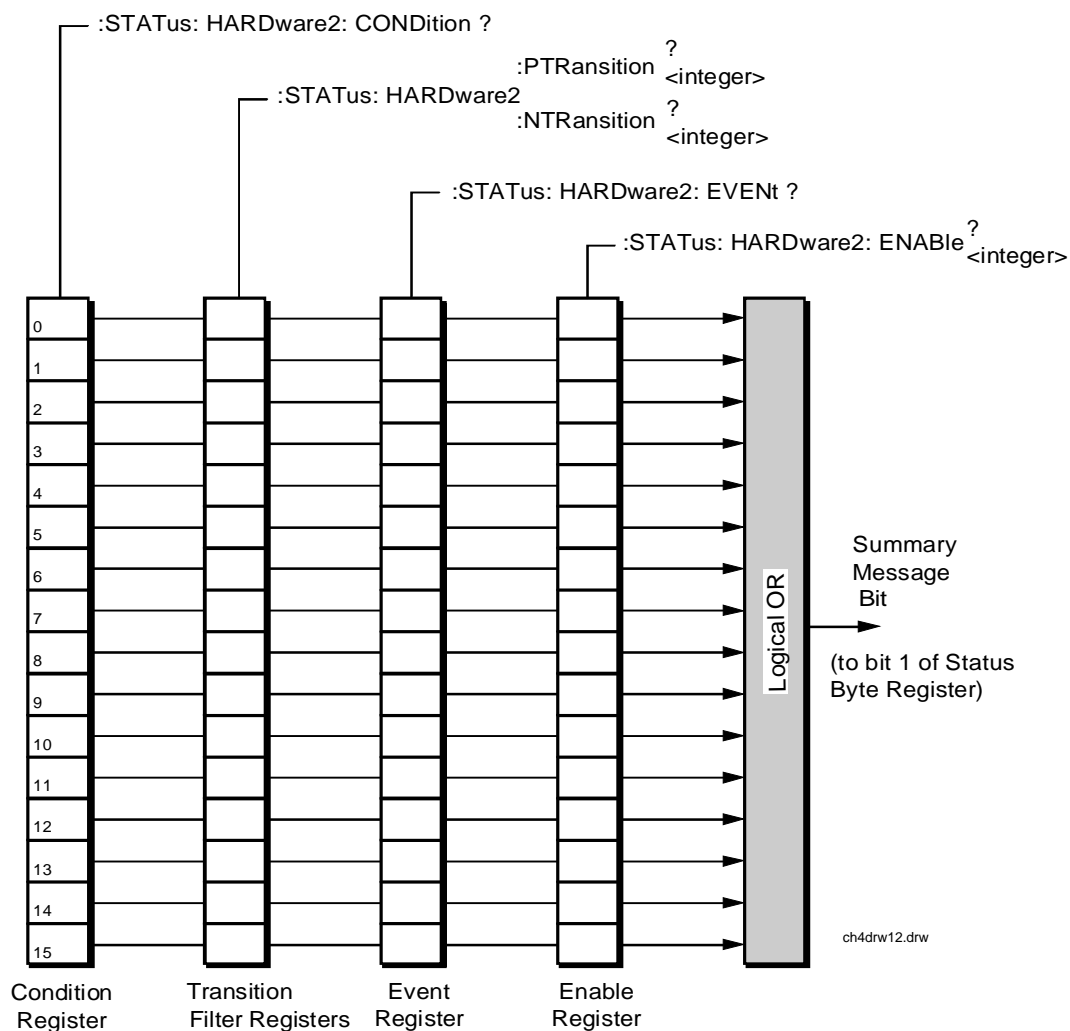 :STATus: HARDware2: CONDition ?
:PTRansition ?
<integer>
:STATus: HARDware2
:NTRansition ?
<integer>
:STATus: HARDware2: EVENt ?
:STATus: HARDware2: ENABle ?
<integer>
0
1
2
3
4
5
6
7
8
9
10
11
12
13
14
15
Logical OR
Summary
Message
Bit
(to bit 1 of Status
Byte Register)
ch4drw12.drw
Condition
Register
Transition
Filter Registers
Event
Register
Enable
Register